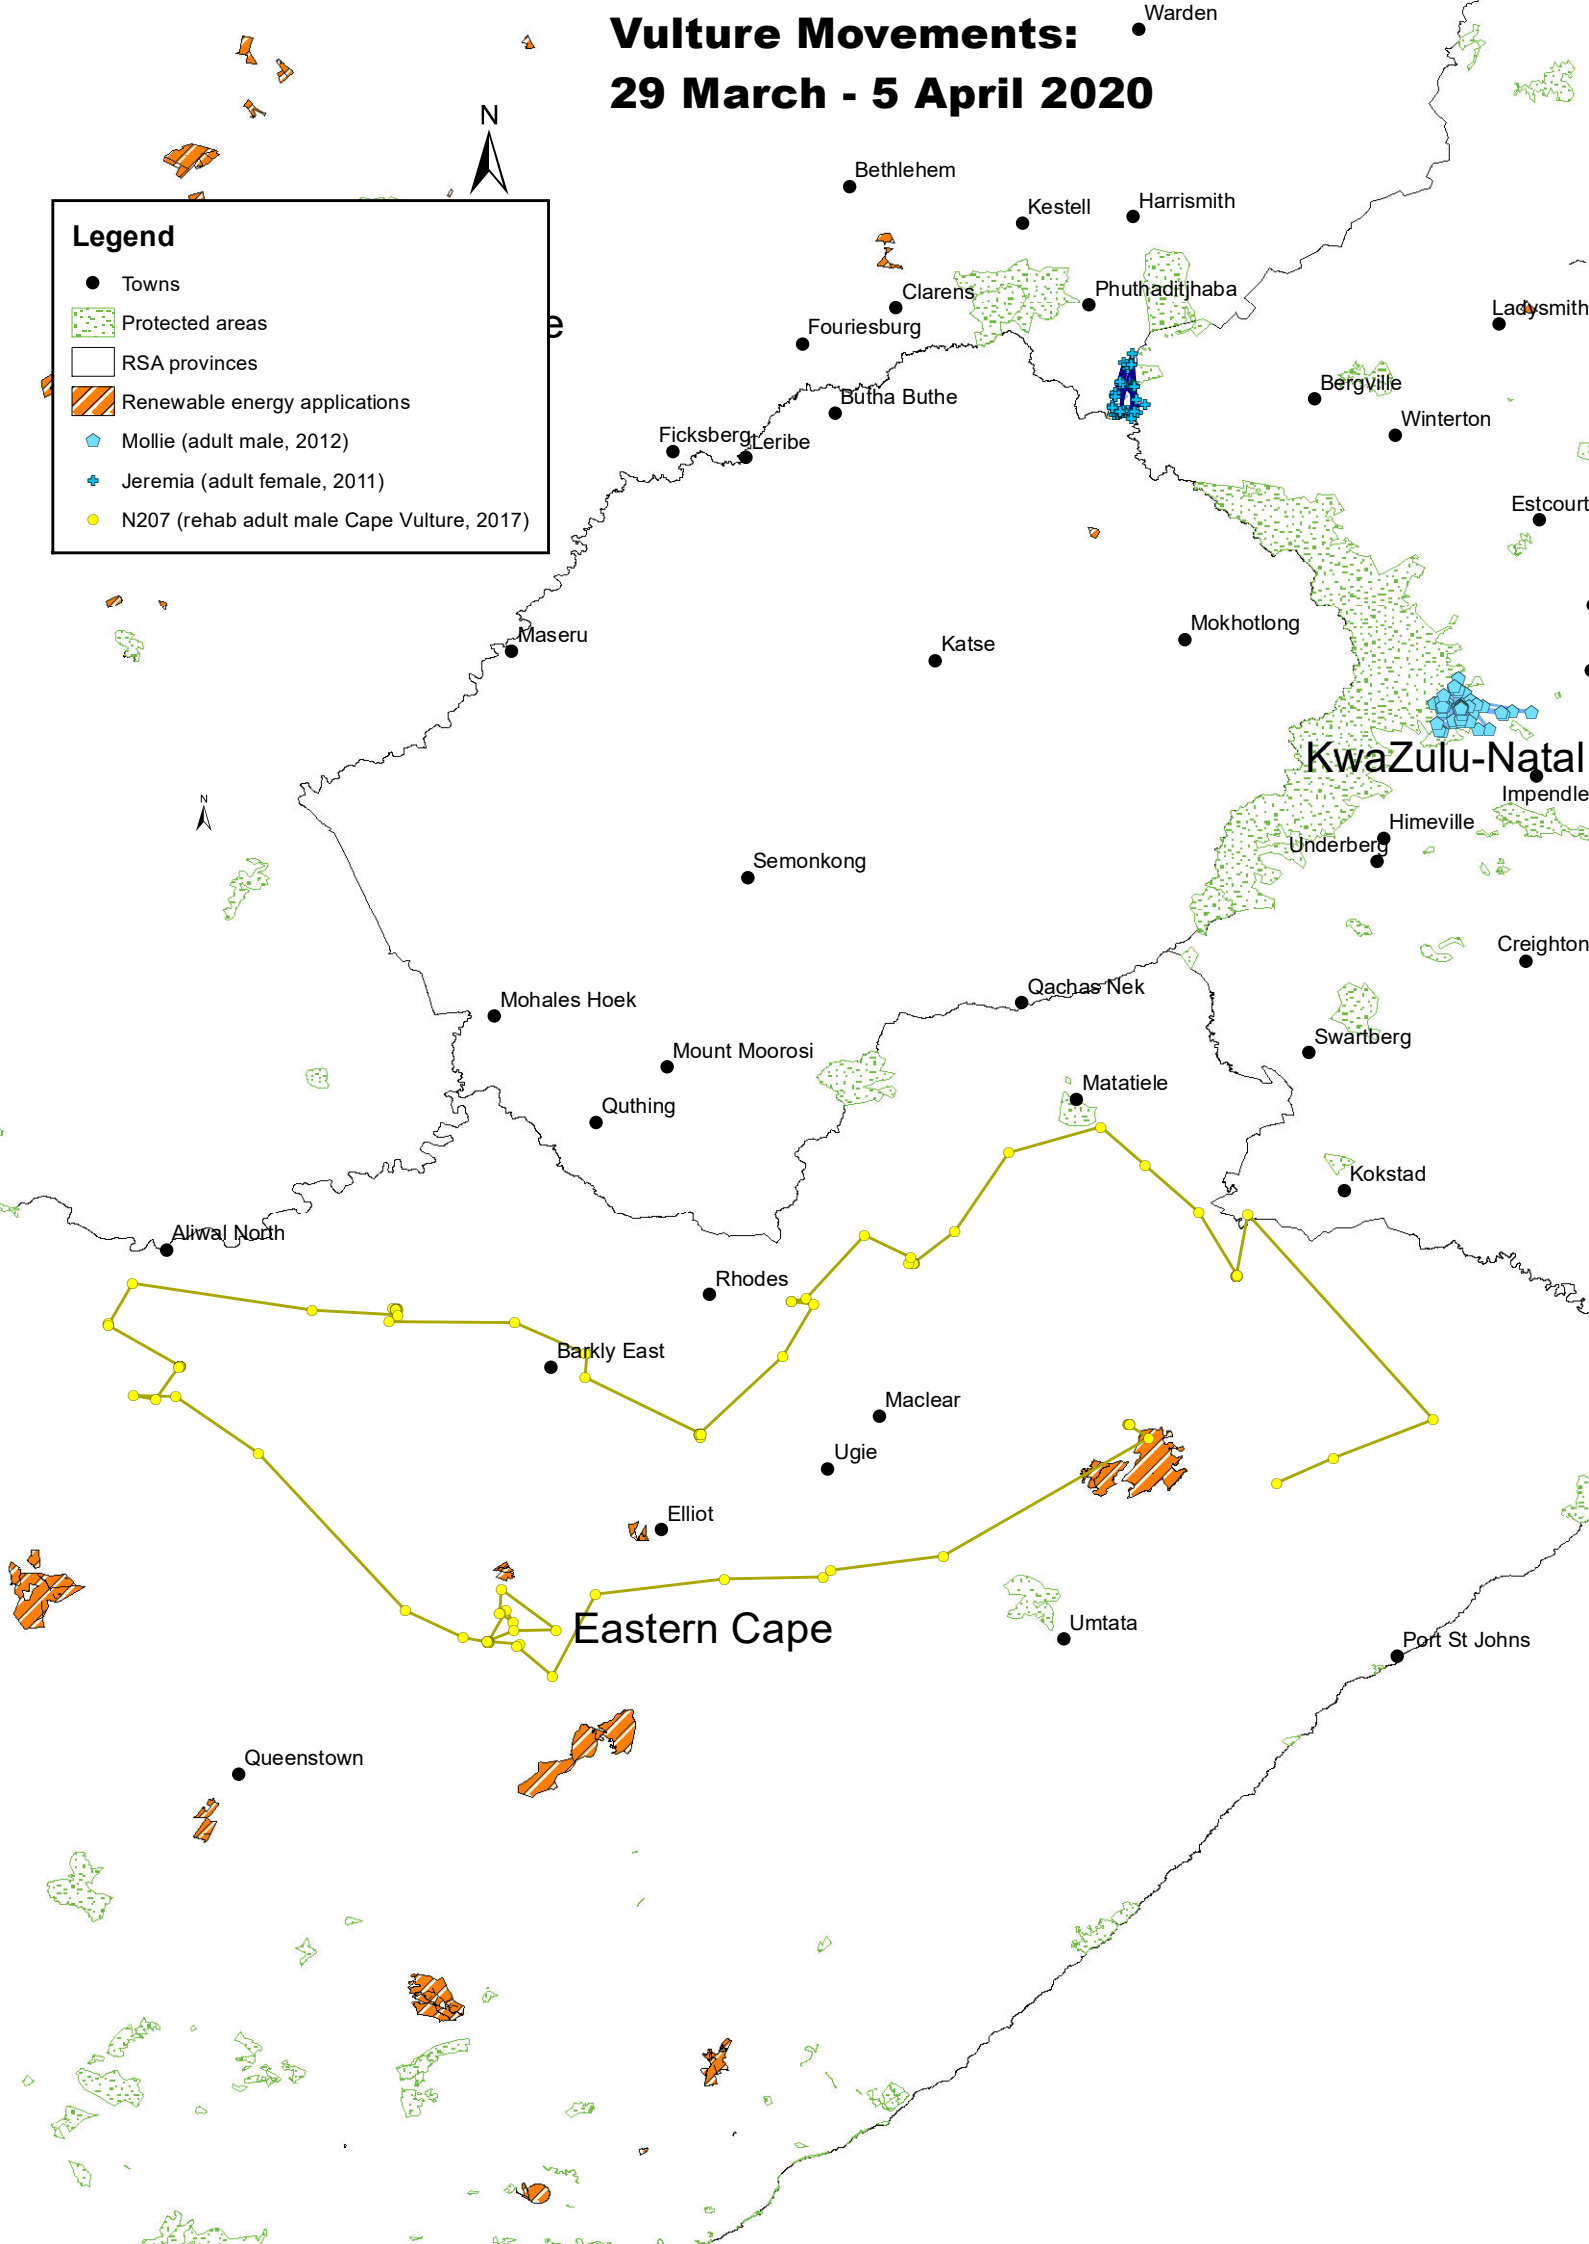 Vulture Movements:
29 March - 5 April 2020
Warden
N
Bethlehem
Kestell
Harrismith
Legend
Towns
Protected areas
RSA provinces
Renewable energy applications
Mollie (adult male, 2012)
Jeremia (adult female, 2011)
N207 (rehab adult male Cape Vulture, 2017)
e
Clarens
Phuthaditjhaba
Ladysmith
Fouriesburg
Bergville
Butha Buthe
Winterton
Ficksberg
Leribe
Estcourt
Maseru
Mokhotlong
Katse
KwaZulu-Natal
Impendle
N
Himeville
Underberg
Semonkong
Creighton
Qachas Nek
Mohales Hoek
Swartberg
Mount Moorosi
Matatiele
Quthing
Kokstad
Aliwal North
Rhodes
Barkly East
Maclear
Ugie
Elliot
Eastern Cape
Umtata
Port St Johns
Queenstown